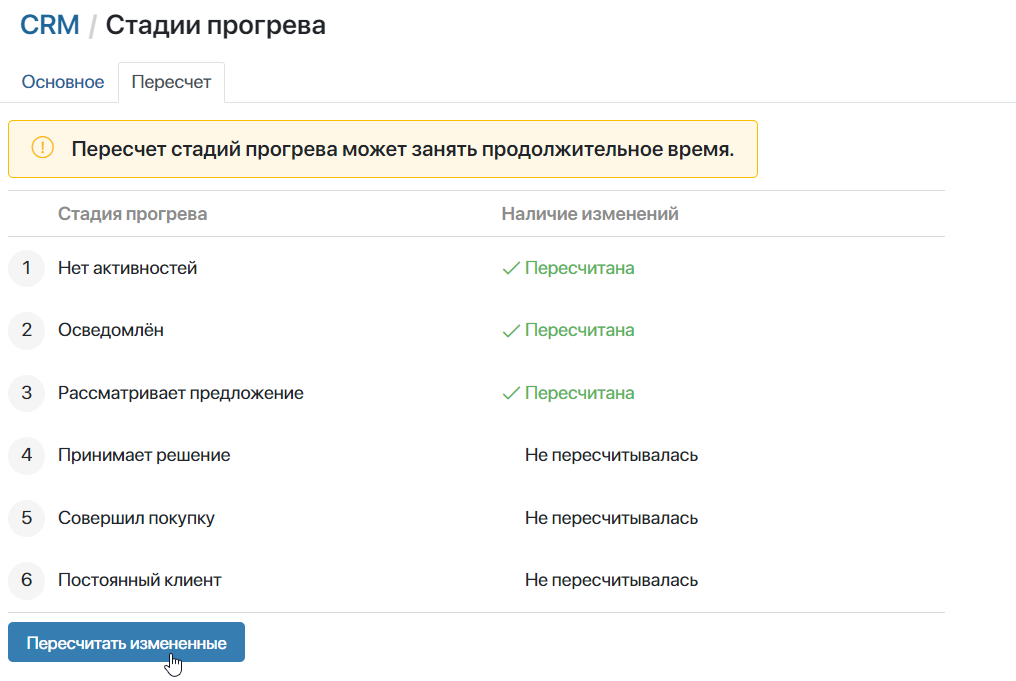 CRM / Стадии прогрева
Основное Пересчет
Пересчет стадий прогрева может занять продолжительное время.
Стадия прогрева Наличие изменений
1 Нет активностей Пересчитана
2 Осведомлён Пересчитана
3 Рассматривает предложение Пересчитана
4 Принимает решение Не пересчитывалась
5 Совершил покупку Не пересчитывалась
6 Постоянный клиент Не пересчитывалась
Пересчитать измененные